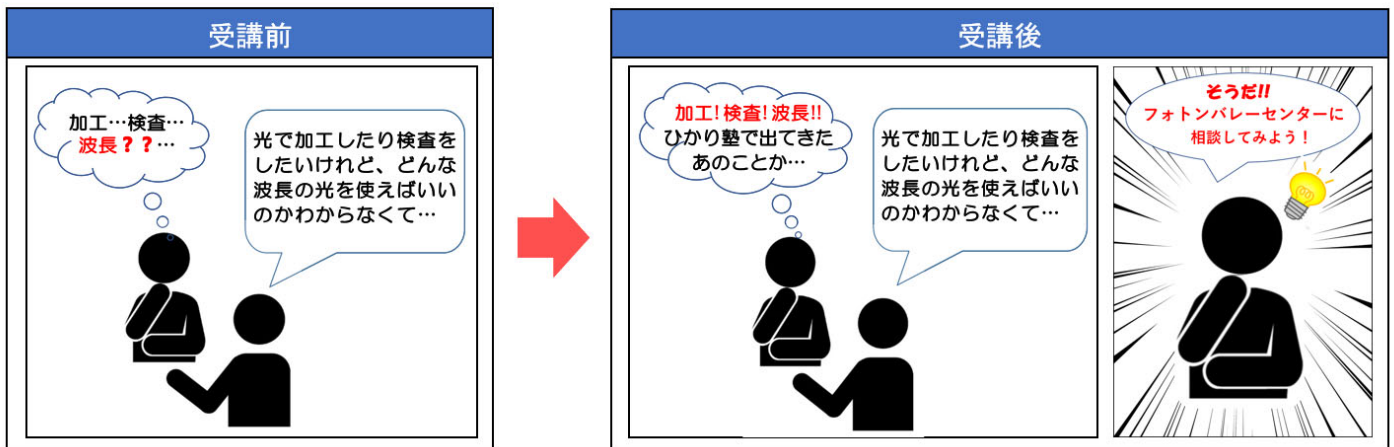 受講前
加工…検査…
波長？？…
光で加工したり検査を
したいけれど、どんな
波長の光を使えばいい
のかわからなくて…
受講後
加工！検査！波長!!
ひかり塾で出てきた
あのことか…
光で加工したり検査を
したいけれど、どんな
波長の光を使えばいい
のかわからなくて…
そうだ!!
フォトンバレーセンターに
相談してみよう！